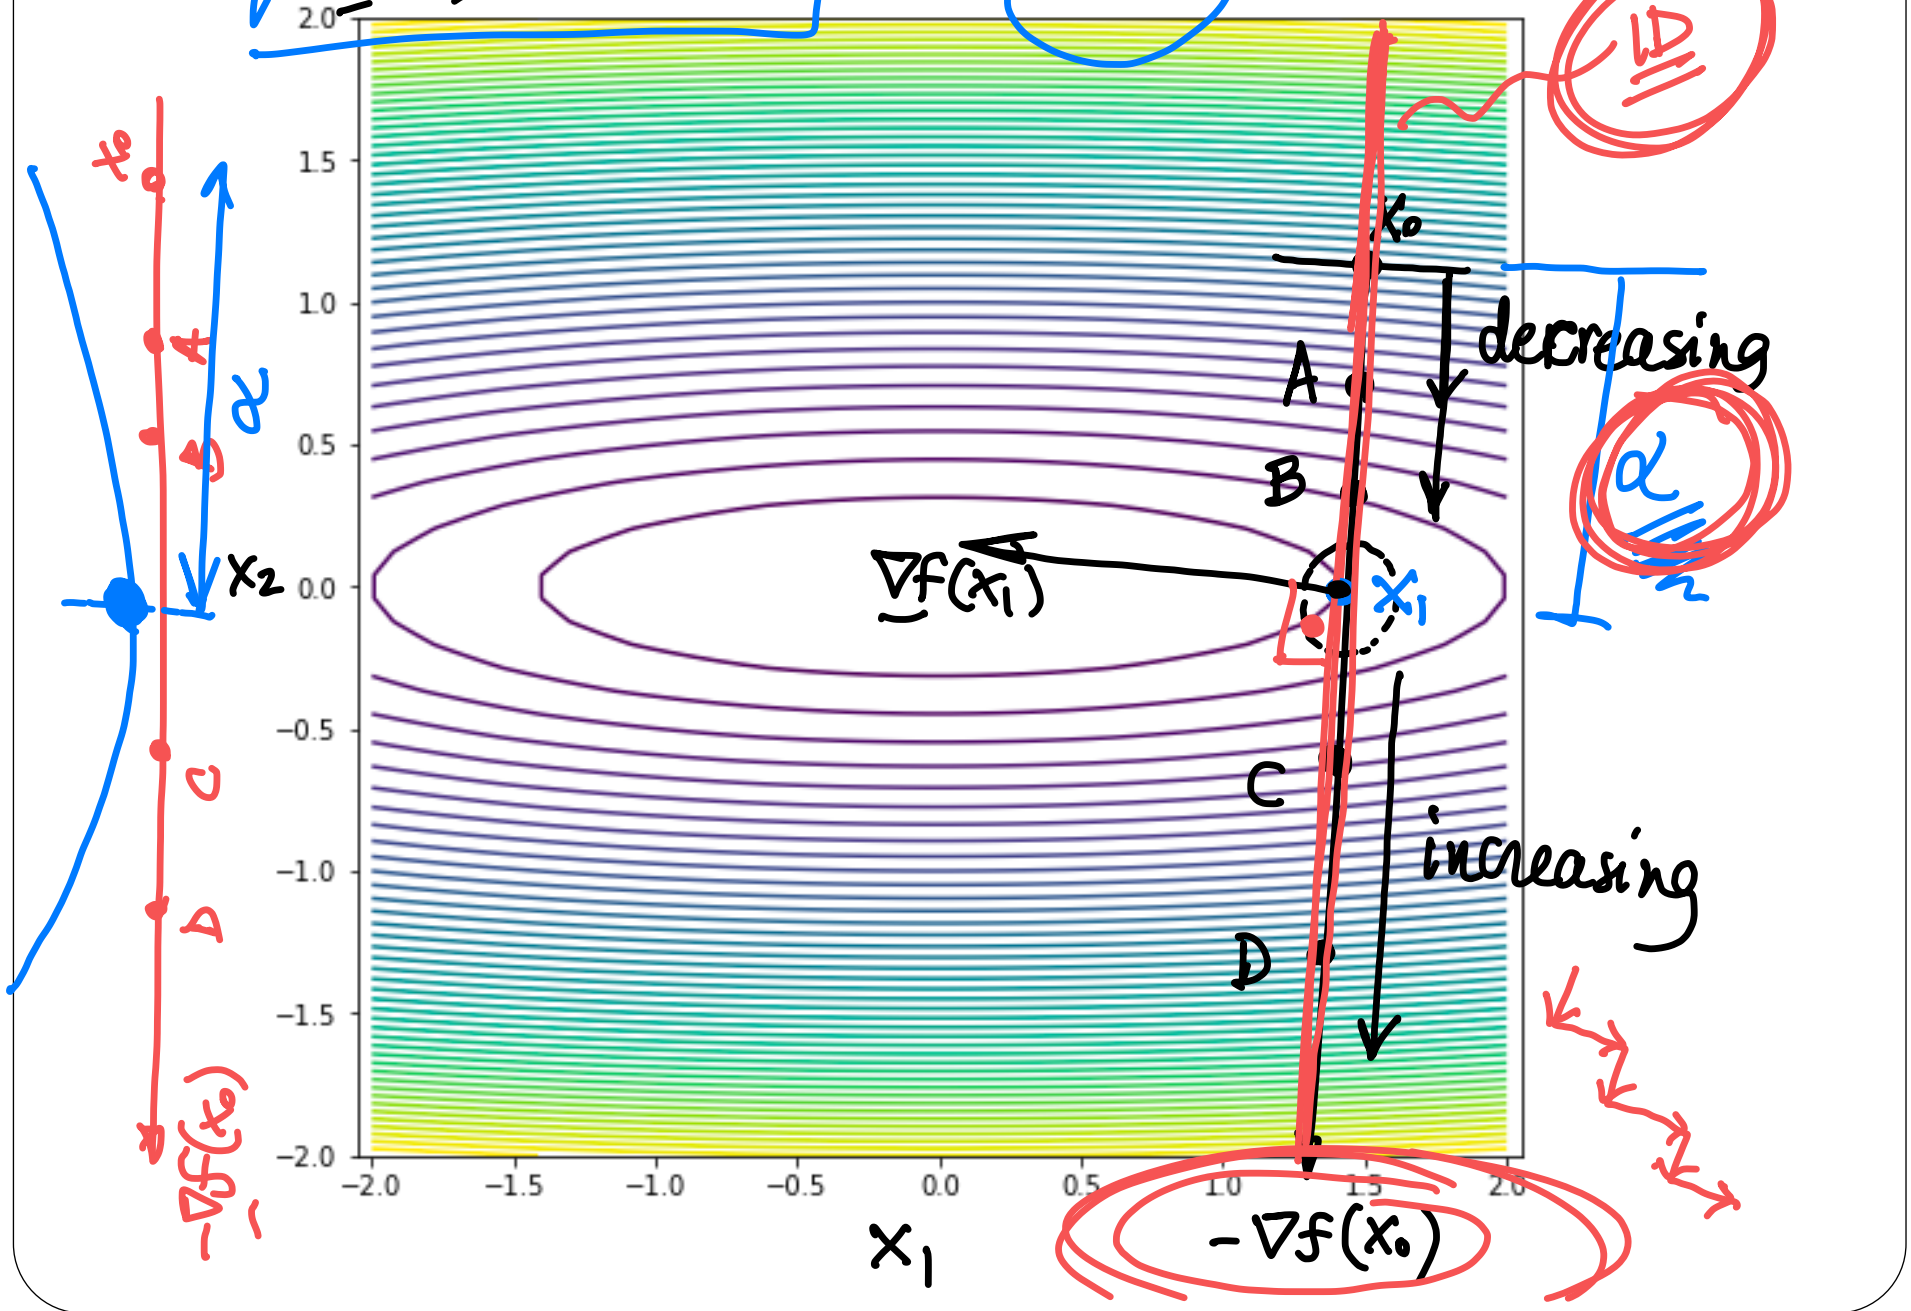 2.0
1.5
1.0
0.5
0.0
−0.5
−1.0
−1.5
−2.0
−2.0 −1.5 −1.0 −0.5 0.0 0.5 1.0 1.5 2.0
x₁
x₂
1D
x₀
decreasing
A
B
α
∇f(x₁)
x₁
C
increasing
D
-∇f(x₀)
x₀
A
α
B
C
D
-∇f(x₀)